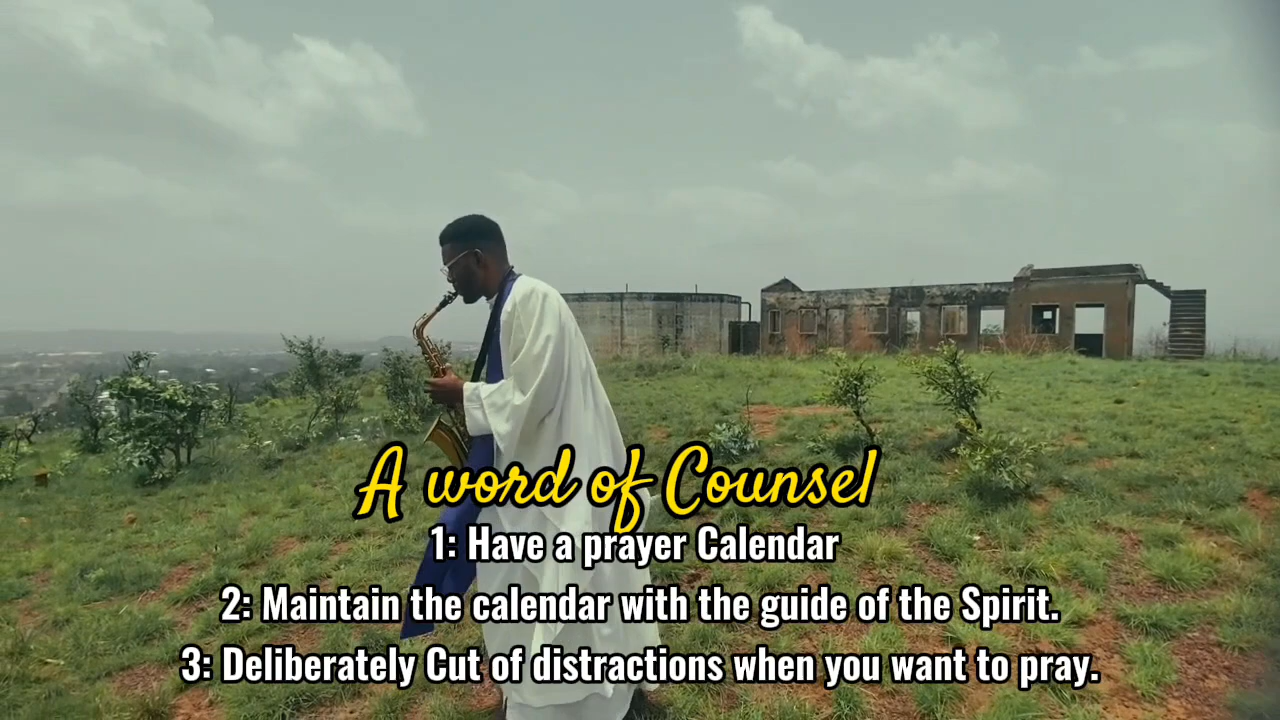 A word of Counsel
1: Have a prayer Calendar
2: Maintain the calendar with the guide of the Spirit.
3: Deliberately Cut of distractions when you want to pray.